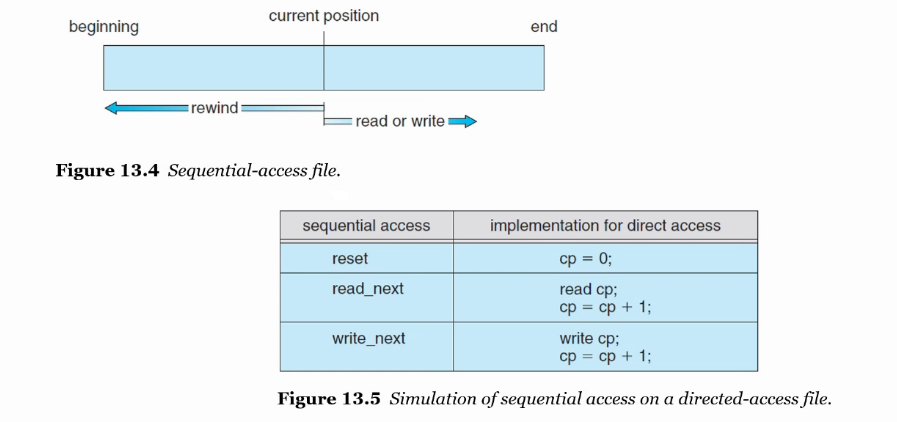 current position
beginning
end
rewind
read or write
Figure 13.4 Sequential-access file.
sequential access implementation for direct access
reset cp = 0;
read_next read cp;
cp = cp + 1;
write_next write cp;
cp = cp + 1;
Figure 13.5 Simulation of sequential access on a directed-access file.